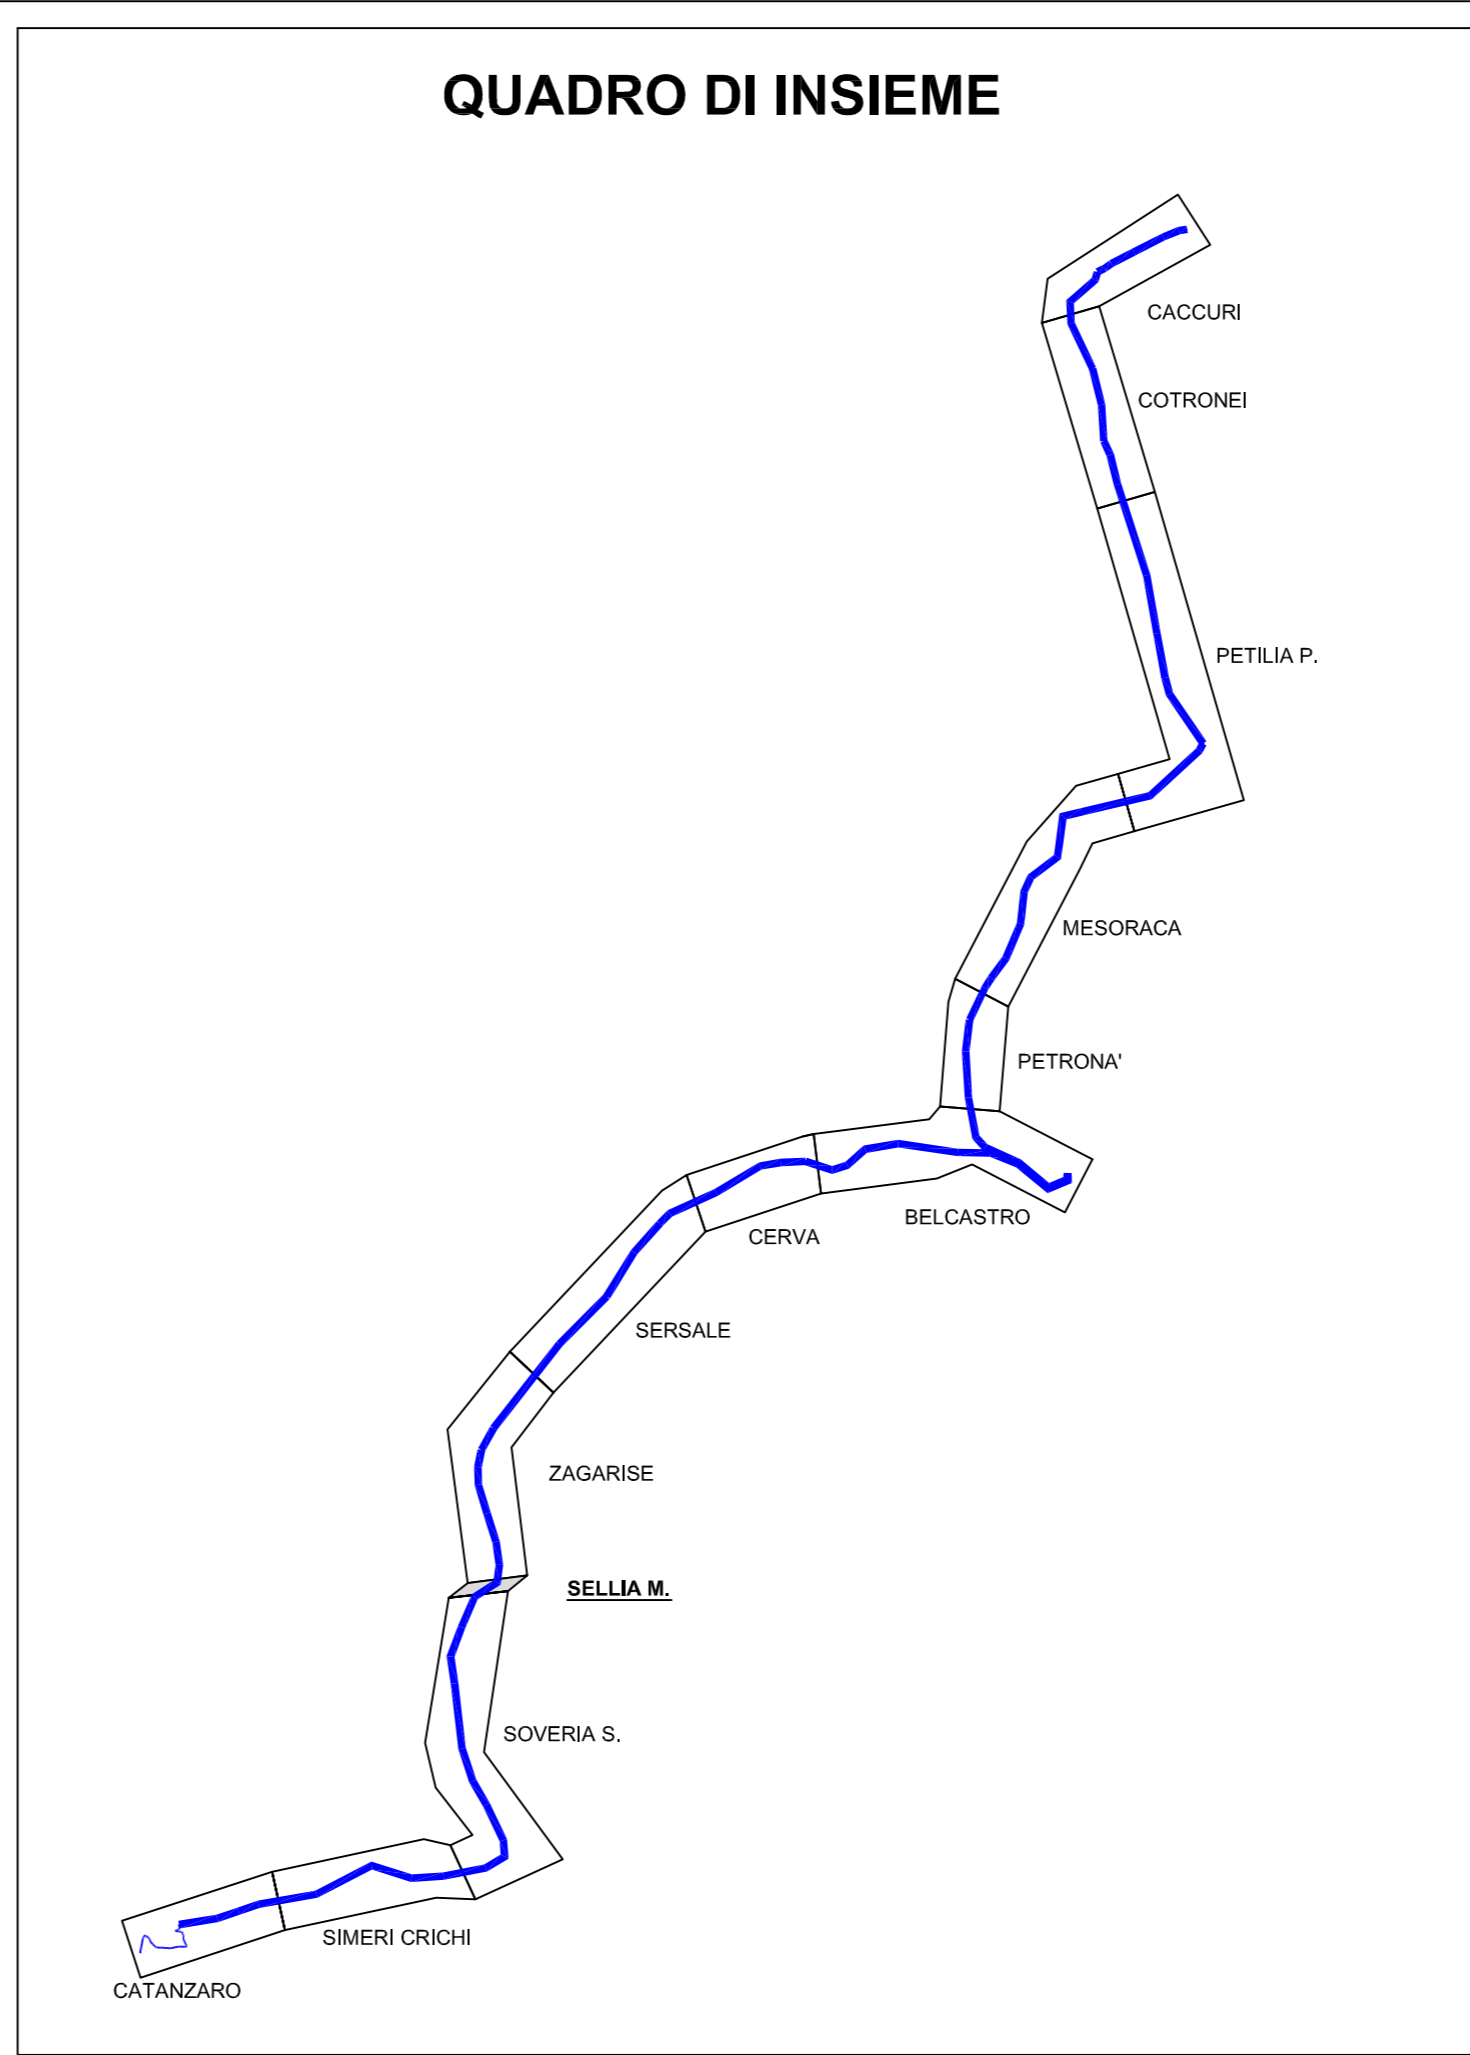 QUADRO DI INSIEME
CACCURI
COTRONEI
PETILIA P.
MESORACA
PETRONA'
BELCASTRO
CERVA
SERSALE
ZAGARISE
SELLIA M.
SOVERIA S.
SIMERI CRICHI
CATANZARO